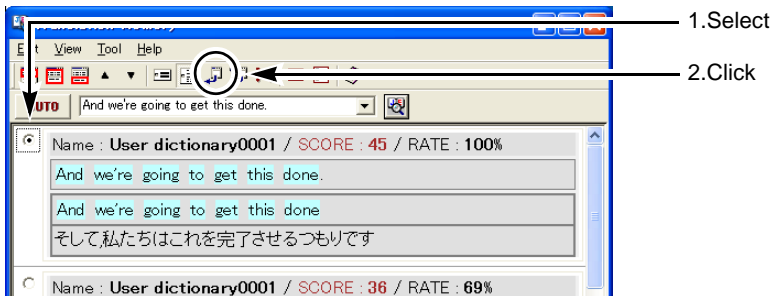 1.Select
View Tool Help
2.Click
And we're going to get this done.
Name : User dictionary0001 / SCORE : 45 / RATE : 100%
And we're going to get this done.
And we're going to get this done
そして,私たちはこれを完了させるつもりです
Name : User dictionary0001 / SCORE : 36 / RATE : 69%